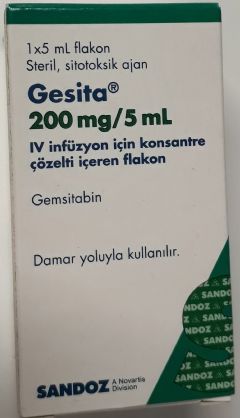 1x5 mL flakon
Steril, sitotoksik ajan
Gesita®
200 mg/5 mL
IV infüzyon için konsantre
çözelti içeren flakon
Gemsitabin
Damar yoluyla kullanılır.
SANDOZ A Novartis
Division